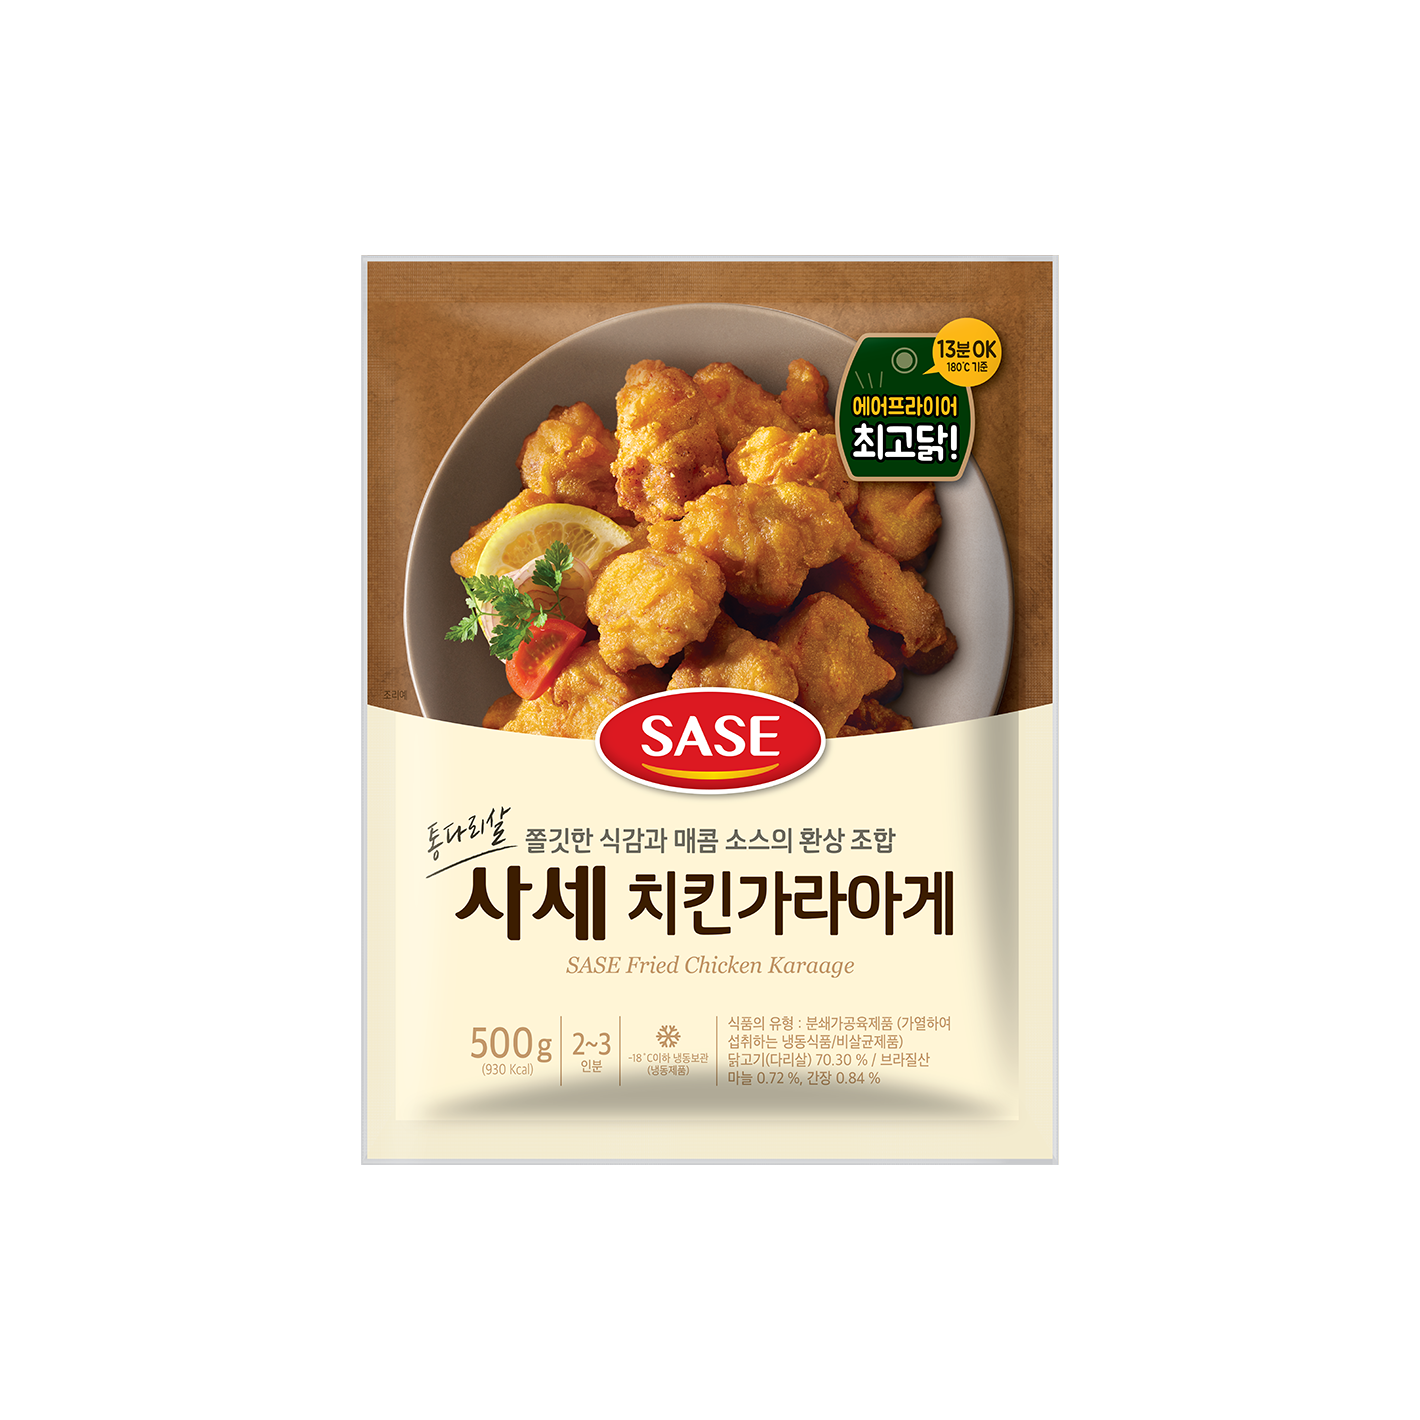 13분 OK
180℃ 기준
에어프라이어
최고닭!
조리예
SASE
통다리살
쫄깃한 식감과 매콤 소스의 환상 조합
사세 치킨가라아게
SASE Fried Chicken Karaage
500g
(930 Kcal)
2~3
인분
-18℃이하 냉동보관
(냉동제품)
식품의 유형 : 분쇄가공육제품 (가열하여
섭취하는 냉동식품/비살균제품)
닭고기(다리살) 70.30 % / 브라질산
마늘 0.72 %, 간장 0.84 %